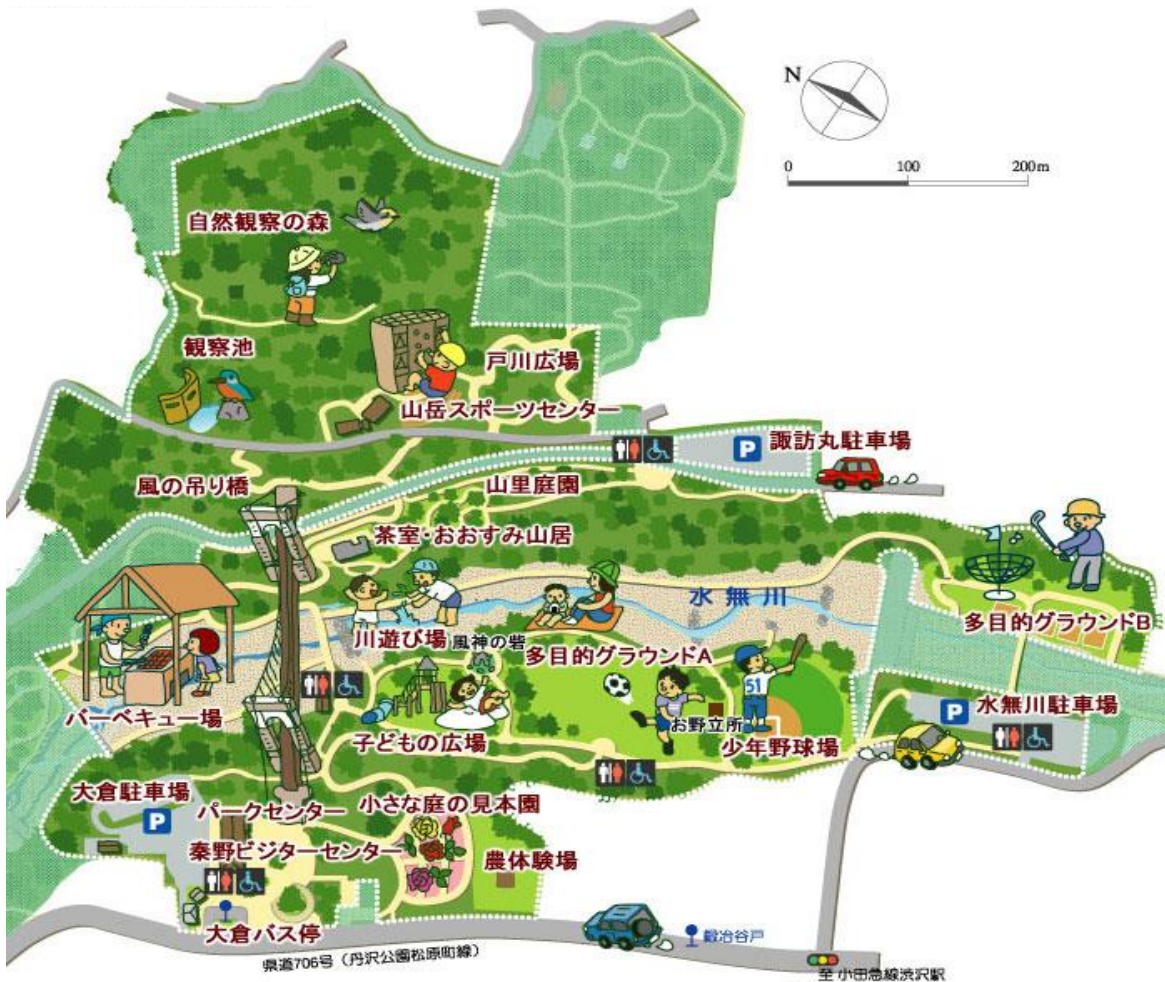 N
0 100 200m
自然観察の森
観察池
戸川広場
山岳スポーツセンター
P
諏訪丸駐車場
風の吊り橋
山里庭園
茶室・おおすみ山居
水無川
多目的グラウンドB
川遊び場
風神の砦
多目的グラウンドA
51
バーベキュー場
子どもの広場
お野立所
少年野球場
P
水無川駐車場
大倉駐車場
P
パークセンター
小さな庭の見本園
秦野ビジターセンター
農体験場
大倉バス停
県道706号（丹沢公園松原町線）
鍛冶谷戸
至 小田急線渋沢駅